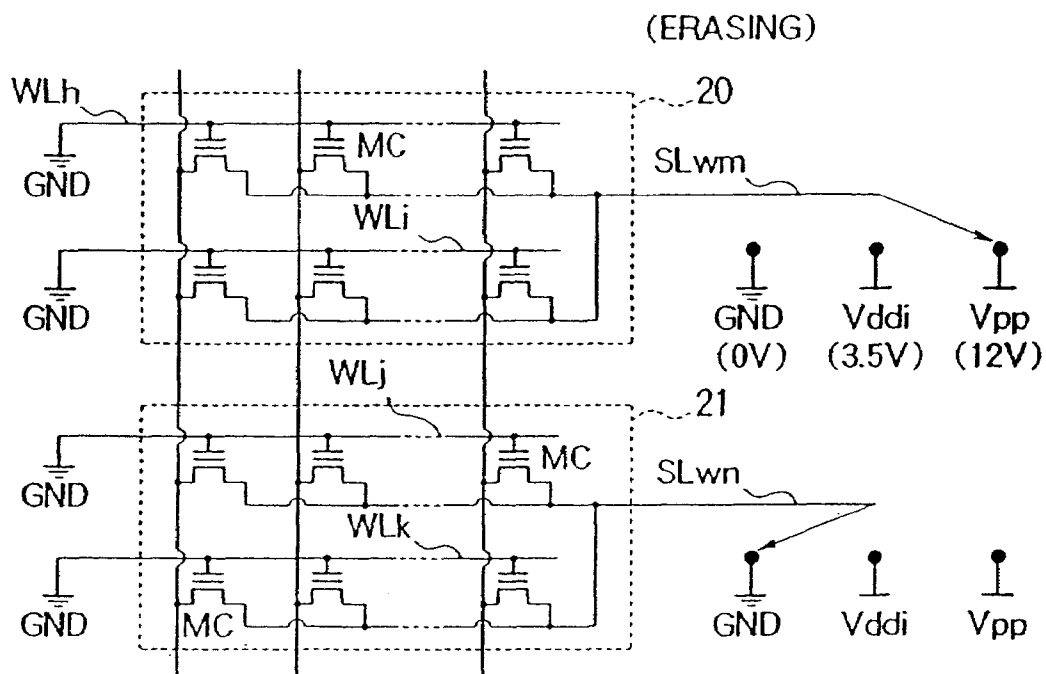 (ERASING)
WLh
20
MC
GND
SLwm
WLi
GND
GND
Vddi
Vpp
(0V)
(3.5V)
(12V)
WLj
21
MC
GND
SLwn
WLk
GND
MC
GND
Vddi
Vpp